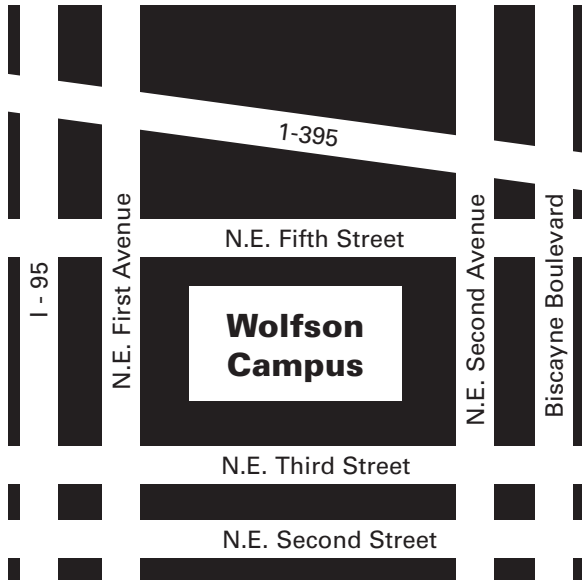 1-395
N.E. Fifth Street
I - 95
N.E. First Avenue
Wolfson
Campus
N.E. Second Avenue
Biscayne Boulevard
N.E. Third Street
N.E. Second Street